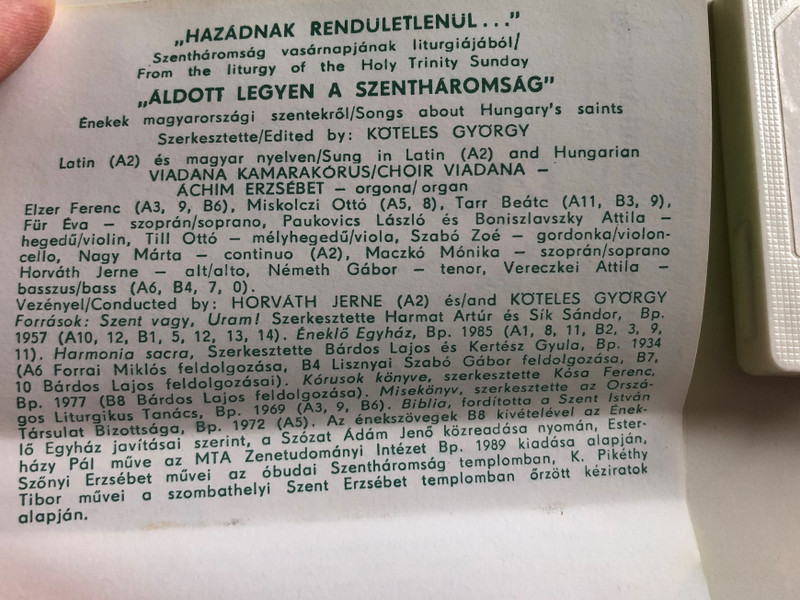 „HAZÁDNAK RENDULETLENUL..."
Szentháromság vasárnapjának liturgiájából/
From the liturgy of the Holy Trinity Sunday
„ÁLDOTT LEGYEN A SZENTHÁROMSÁG"
Énekek magyarországi szentekről/Songs about Hungary's saints
Szerkesztette/Edited by: KÖTELES GYÖRGY
Latin (A2) és magyar nyelven/Sung in Latin (A2) and Hungarian
VIADANA KAMARAKÓRUS/CHOIR VIADANA –
ÁCHIM ERZSÉBET – orgona/organ
Elzer Ferenc (A3, 9, B6), Miskolczi Ottó (A5, 8), Tarr Beátc (A11, B3, 9),
Für Éva – szoprán/soprano, Paukovics László és Boniszlavszky Attila –
hegedű/violin, Till Ottó – mélyhegedű/viola, Szabó Zoé – gordonka/violon-
cello, Nagy Márta – continuo (A2), Maczkó Mónika – szoprán/soprano
Horváth Jerne – alt/alto, Németh Gábor – tenor, Vereczkei Attila –
basszus/bass (A6, B4, 7, 0).
Vezényel/Conducted by: HORVÁTH JERNE (A2) és/and KÖTELES GYÖRGY
Források: Szent vagy, Uram! Szerkesztette Harmat Artúr és Sík Sándor, Bp.
1957 (A10, 12, B1, 5, 12, 13, 14). Éneklő Egyház, Bp. 1985 (A1, 8, 11, B2, 3, 9,
11). Harmonia sacra, Szerkesztette Bárdos Lajos és Kertész Gyula, Bp. 1934
(A6 Forrai Miklós feldolgozása, B4 Lisznyai Szabó Gábor feldolgozása, B7,
10 Bárdos Lajos feldolgozásai). Kórusok könyve, szerkesztette Kósa Ferenc,
Bp. 1977 (B8 Bárdos Lajos feldolgozása). Misekönyv, szerkesztette az Orszá-
gos Liturgikus Tanács, Bp. 1969 (A3, 9, B6). Biblia, fordította a Szent István
Társulat Bizottsága, Bp. 1972 (A5). Az énekszövegek B8 kivételével az Ének-
lő Egyház javításai szerint, a Szózat Ádám Jenő közreadása nyomán, Ester-
házy Pál műve az MTA Zenetudományi Intézet Bp. 1989 kiadása alapján,
Szőnyi Erzsébet művei az óbudai Szentháromság templomban, K. Pikéthy
Tibor művei a szombathelyi Szent Erzsébet templomban őrzött kéziratok
alapján.